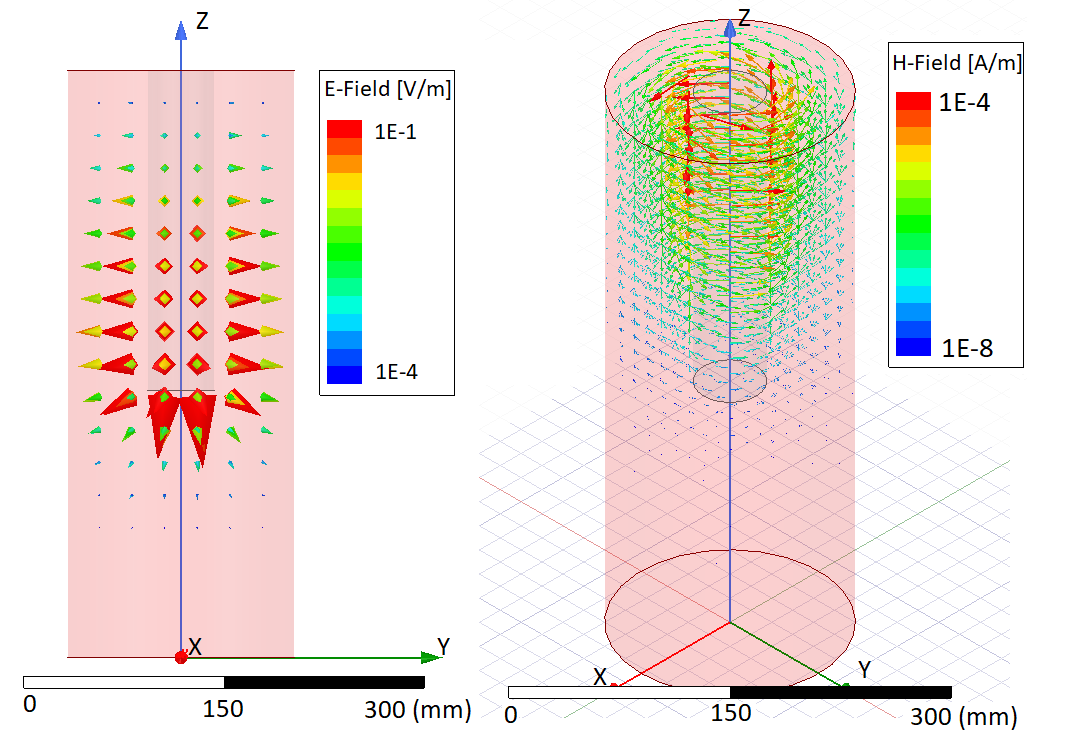 Z
E-Field [V/m]
1E-1
1E-4
X
Y
0
150
300 (mm)
Z
H-Field [A/m]
1E-4
1E-8
X
Y
0
150
300 (mm)